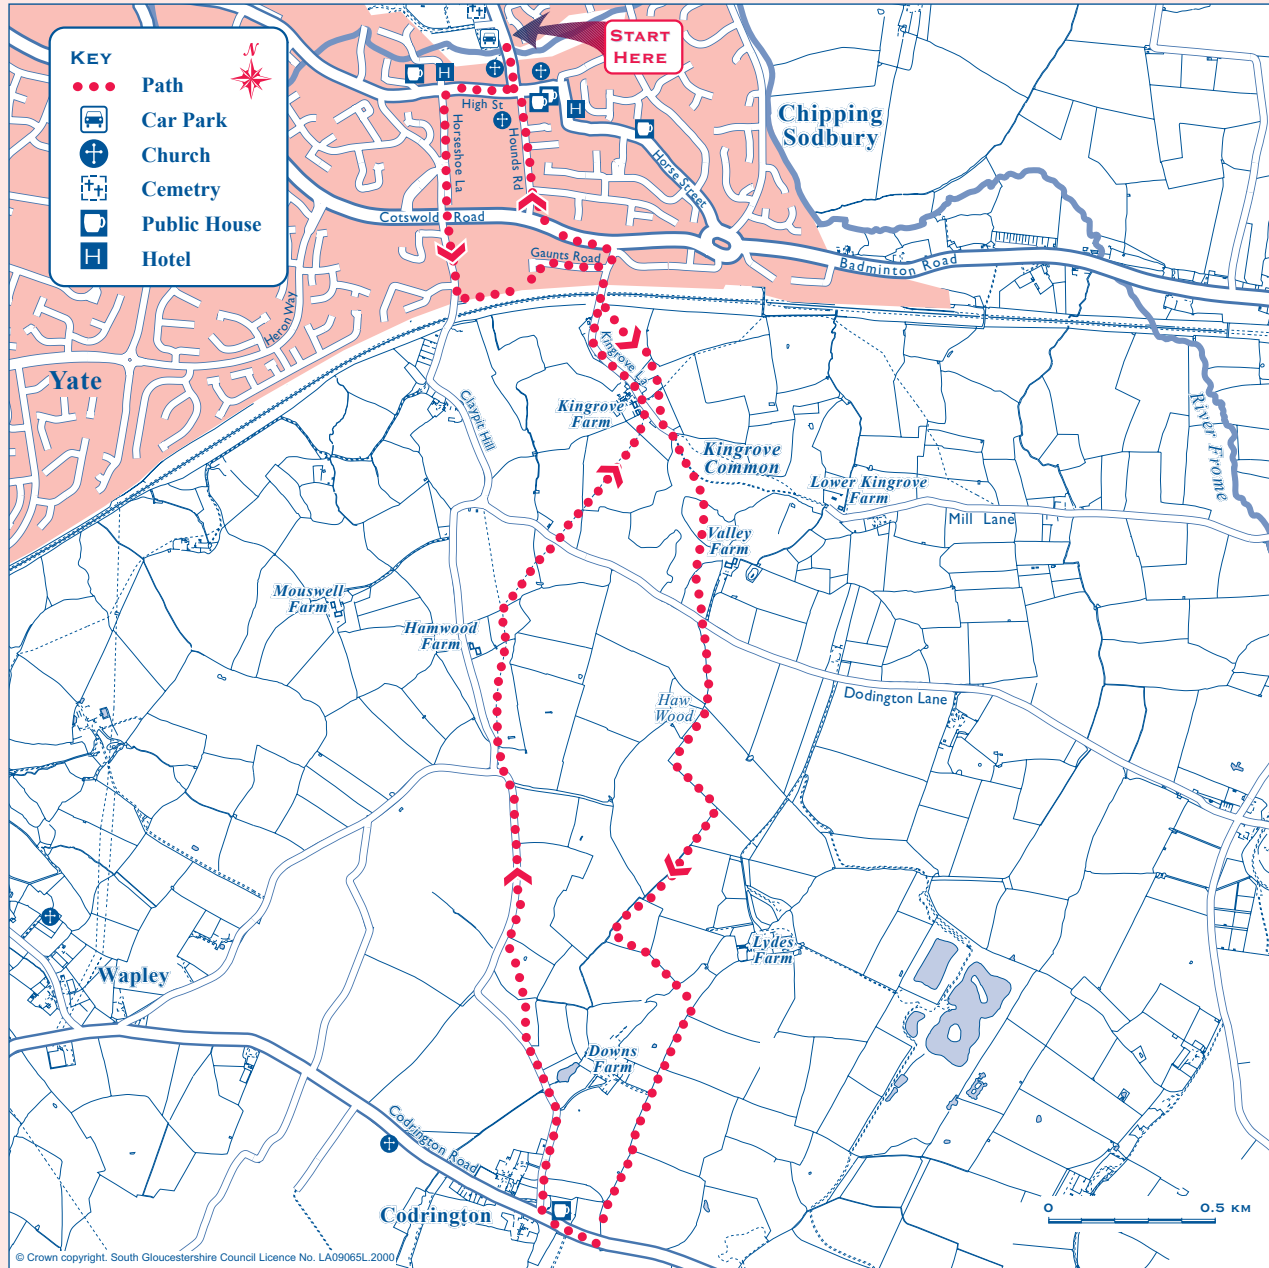 KEY
N
Path
Car Park
Church
Cemetry
Public House
Hotel
START
HERE
Chipping
Sodbury
High St
Horseshoe La
Hounds Rd
Horse Street
Cotswold Road
Gaunts Road
Badminton Road
Heron Way
Yate
Kingrove La
Claypit Hill
Kingrove
Farm
Kingrove
Common
River Frome
Lower Kingrove
Farm
Mill Lane
Valley
Farm
Mouswell
Farm
Hamwood
Farm
Haw
Wood
Dodington Lane
Lydes
Farm
Wapley
Downs
Farm
Codrington Road
Codrington
0
0.5 KM
© Crown copyright. South Gloucestershire Council Licence No. LA09065L.2000